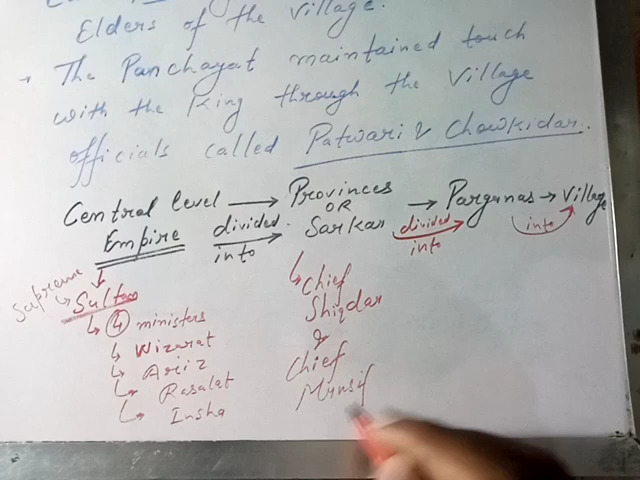 Elders of the village.
→ The Panchayat maintained touch
with the King through the Village
officials called Patwari & Chowkidar.
Central level → Provinces OR Sarkar → Parganas → Village
Empire divided into divided into into
Supreme → Sultan
↳ 4 ministers
↳ Wizarat
↳ Ariz
↳ Rasalat
↳ Insha
↳ Chief
Shiqdar
&
Chief
Munsif